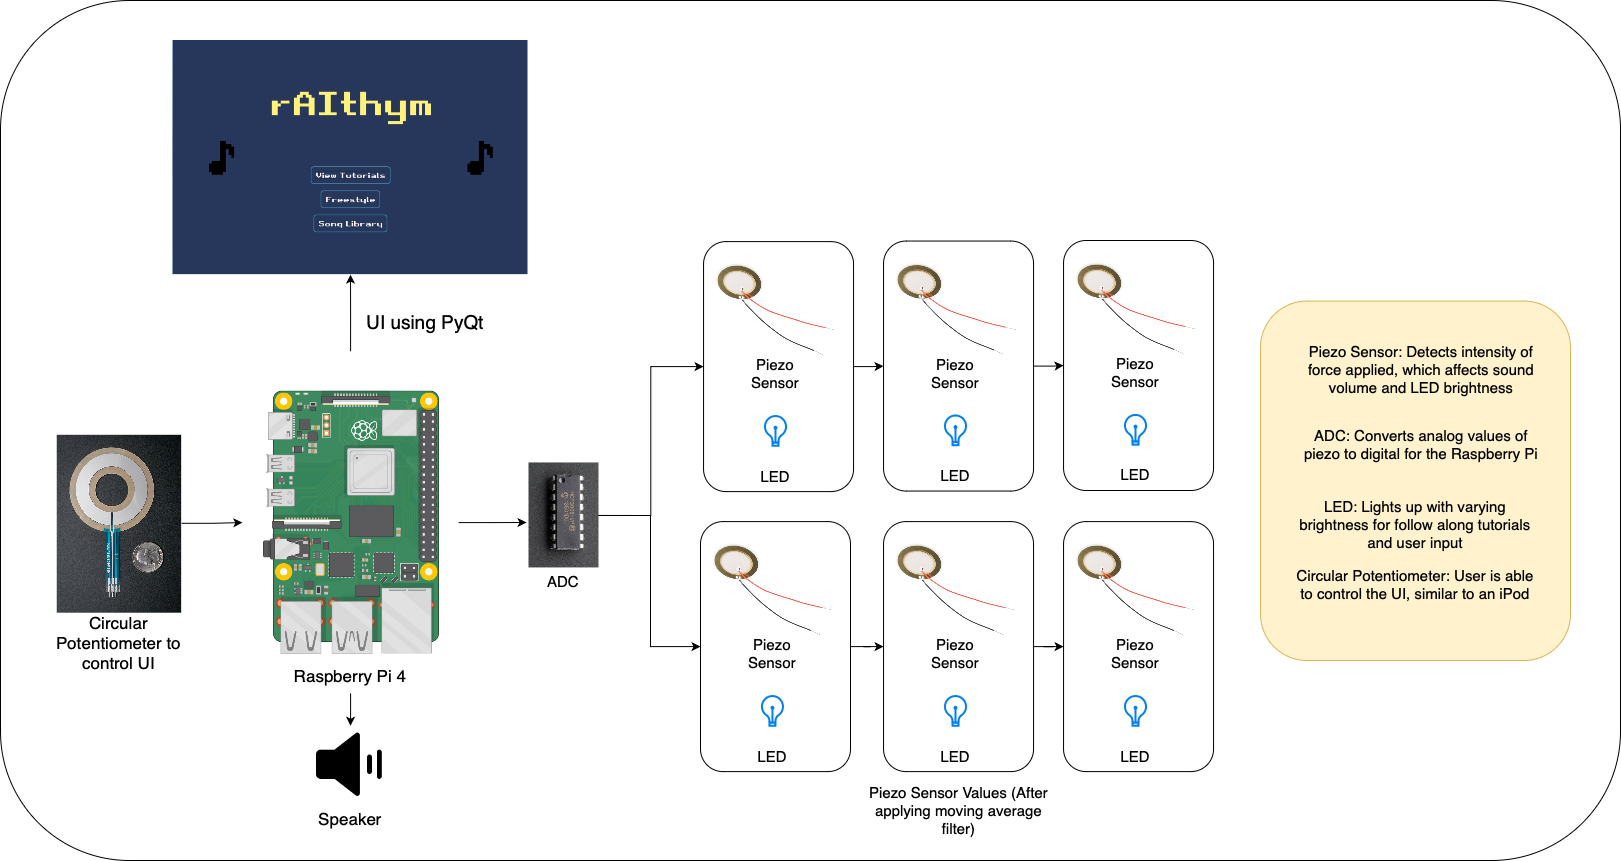 rAIthym
View Tutorials
Freestyle
Song Library
UI using PyQt
Circular
Potentiometer to
control UI
Raspberry Pi 4
Speaker
ADC
Piezo
Sensor
LED
Piezo
Sensor
LED
Piezo
Sensor
LED
Piezo
Sensor
LED
Piezo
Sensor
LED
Piezo
Sensor
LED
Piezo Sensor Values (After
applying moving average
filter)
Piezo Sensor: Detects intensity of
force applied, which affects sound
volume and LED brightness
ADC: Converts analog values of
piezo to digital for the Raspberry Pi
LED: Lights up with varying
brightness for follow along tutorials
and user input
Circular Potentiometer: User is able
to control the UI, similar to an iPod